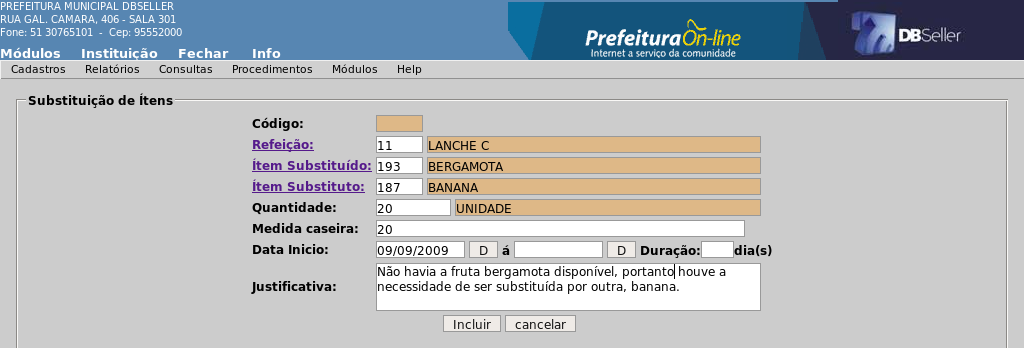 PREFEITURA MUNICIPAL DBSELLER
RUA GAL. CAMARA, 406 - SALA 301
Fone: 51 30765101 - Cep: 95552000
Prefeitura On-line
Internet a serviço da comunidade
DBSeller
Módulos Instituição Fechar Info
Cadastros Relatórios Consultas Procedimentos Módulos Help
Substituição de Ítens
Código:
Refeição: 11 LANCHE C
Ítem Substituído: 193 BERGAMOTA
Ítem Substituto: 187 BANANA
Quantidade: 20 UNIDADE
Medida caseira: 20
Data Inicio: 09/09/2009 D á D Duração: dia(s)
Justificativa: Não havia a fruta bergamota disponível, portanto houve a
necessidade de ser substituída por outra, banana.
Incluir cancelar